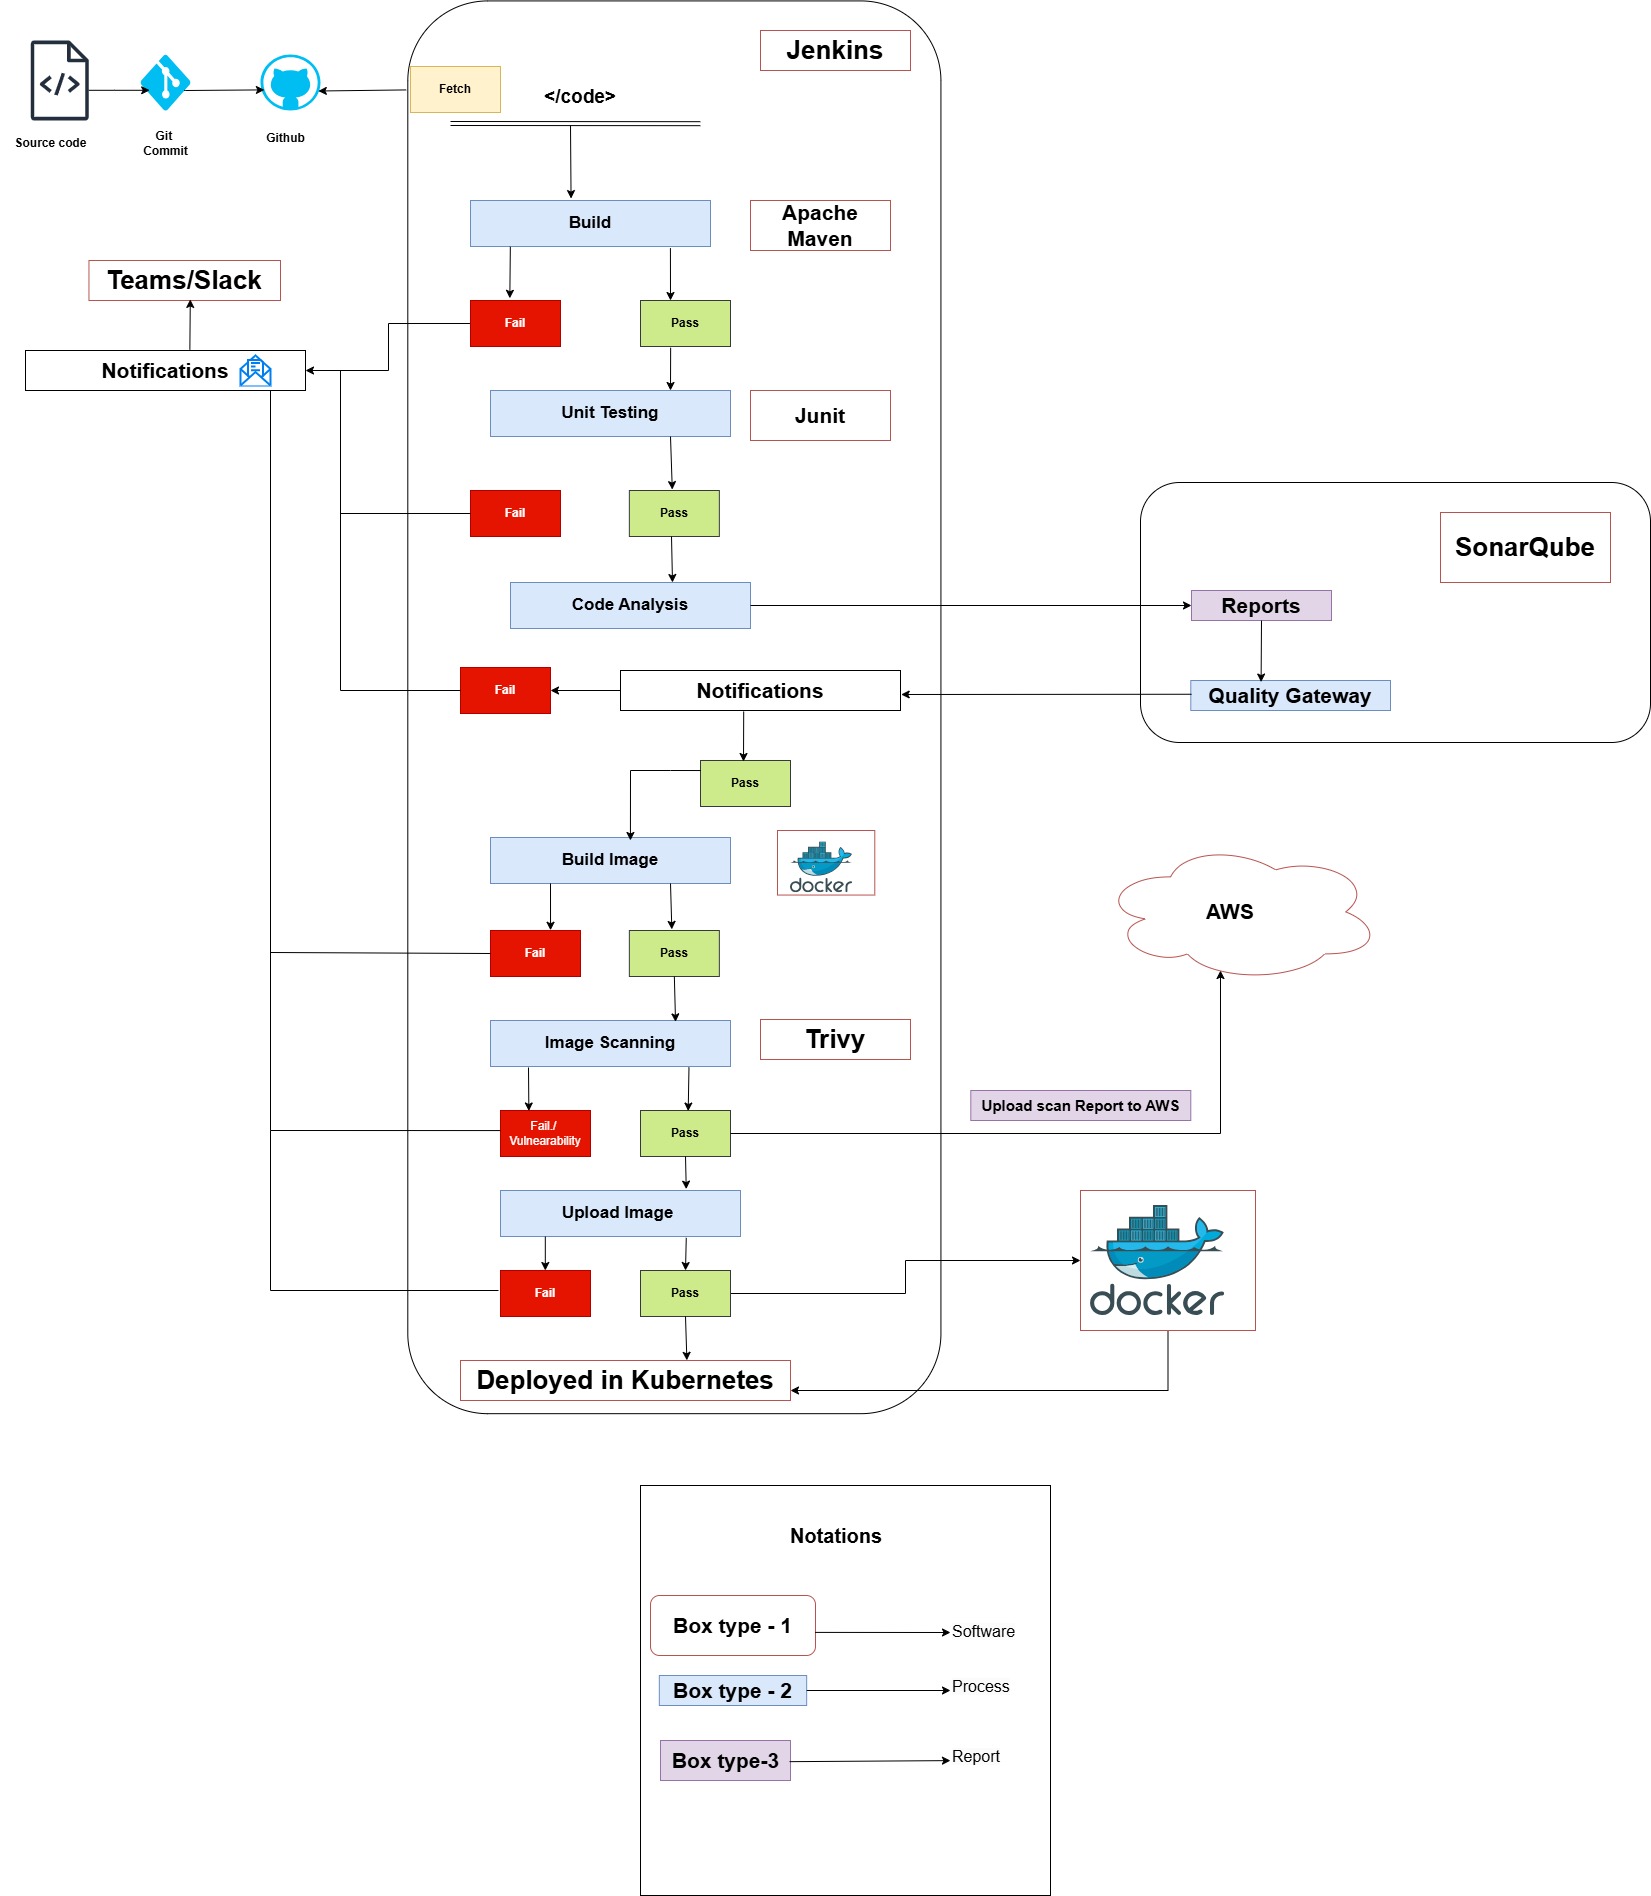 Jenkins
Fetch
</code>
Source code
Git
Commit
Github
Build
Apache
Maven
Teams/Slack
Fail
Pass
Notifications
Unit Testing
Junit
Fail
Pass
SonarQube
Code Analysis
Reports
Fail
Notifications
Quality Gateway
Pass
Build Image
docker
AWS
Fail
Pass
Image Scanning
Trivy
Upload scan Report to AWS
Fail./
Vulnearability
Pass
Upload Image
Fail
Pass
docker
Deployed in Kubernetes
Notations
Box type - 1
Software
Box type - 2
Process
Box type-3
Report